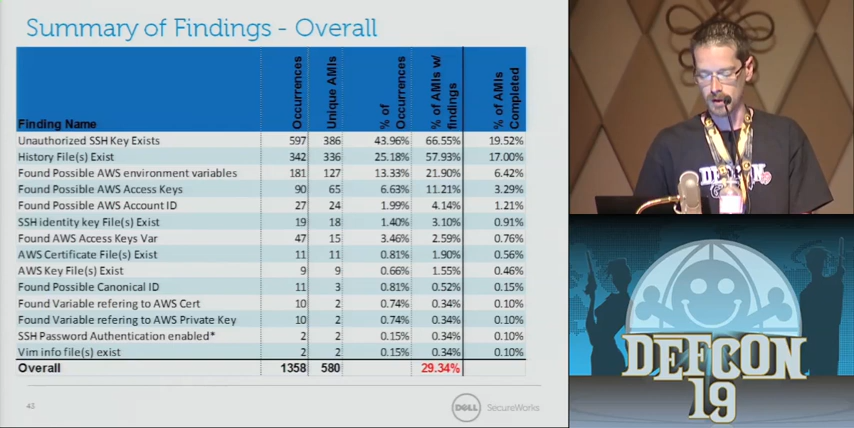 Summary of Findings - Overall
Finding Name Occurrences Unique AMIs % of Occurrences % of AMIs w/ findings % of AMIs Completed
Unauthorized SSH Key Exists 597 386 43.96% 66.55% 19.52%
History File(s) Exist 342 336 25.18% 57.93% 17.00%
Found Possible AWS environment variables 181 127 13.33% 21.90% 6.42%
Found Possible AWS Access Keys 90 65 6.63% 11.21% 3.29%
Found Possible AWS Account ID 27 24 1.99% 4.14% 1.21%
SSH identity key File(s) Exist 19 18 1.40% 3.10% 0.91%
Found AWS Access Keys Var 47 15 3.46% 2.59% 0.76%
AWS Certificate File(s) Exist 11 11 0.81% 1.90% 0.56%
AWS Key File(s) Exist 9 9 0.66% 1.55% 0.46%
Found Possible Canonical ID 11 3 0.81% 0.52% 0.15%
Found Variable refering to AWS Cert 10 2 0.74% 0.34% 0.10%
Found Variable refering to AWS Private Key 10 2 0.74% 0.34% 0.10%
SSH Password Authentication enabled* 2 2 0.15% 0.34% 0.10%
Vim info file(s) exist 2 2 0.15% 0.34% 0.10%
Overall 1358 580 29.34%
43
DELL SecureWorks
DEFCON
DEFCON
19